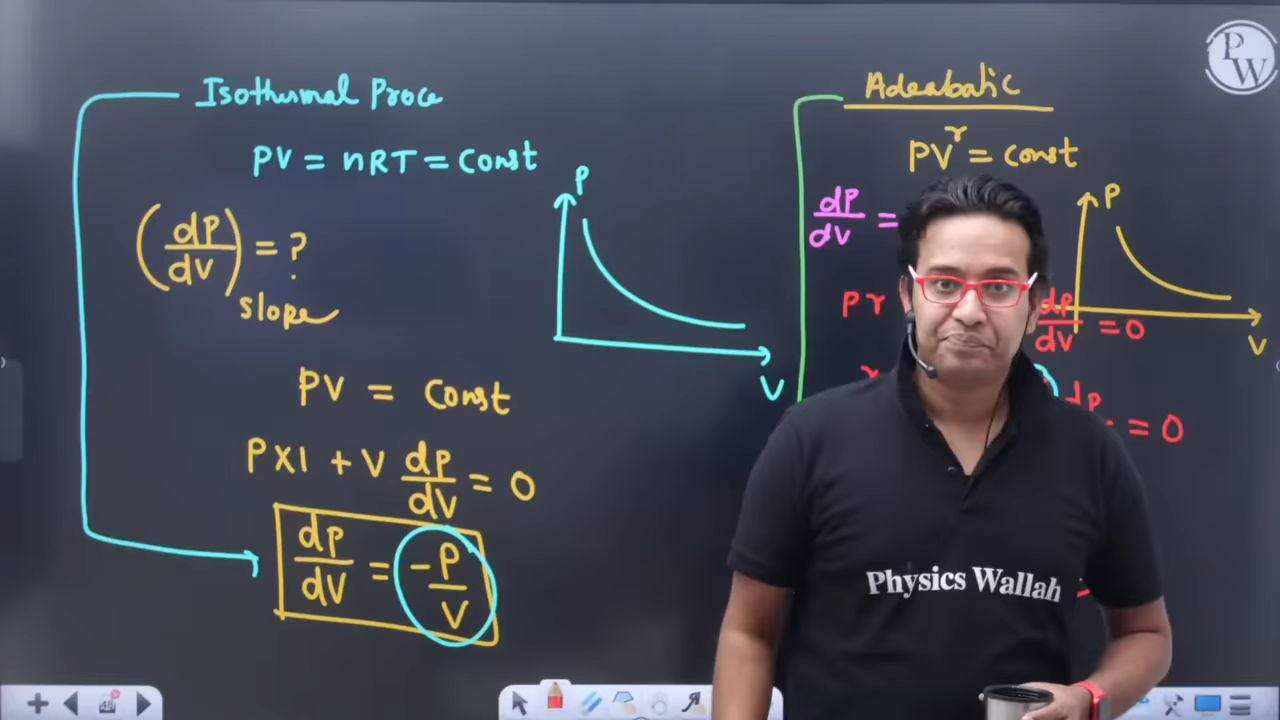 Isothermal Proce
PV = nRT = Const
(dP/dV) = ?
slope
PV = Const
P×1 + V dP/dV = 0
dP/dV = -P/V
P
V
Adeabatic
PV^r = Const
dP/dV =
P r
dP/dV = 0
dP
= 0
P
V
PW
Physics Wallah